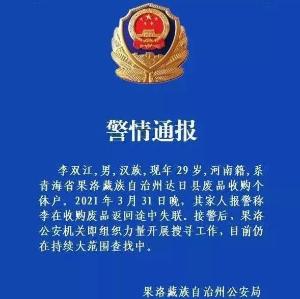 警情通报
李双江,男,汉族,现年29岁,河南籍,系
青海省果洛藏族自治州达日县废品收购个
体户。2021年3月31日晚,其家人报警称
李在收购废品返回途中失联。接警后,果洛
公安机关即组织力量开展搜寻工作,目前仍
在持续大范围查找中。
果洛藏族自治州公安局